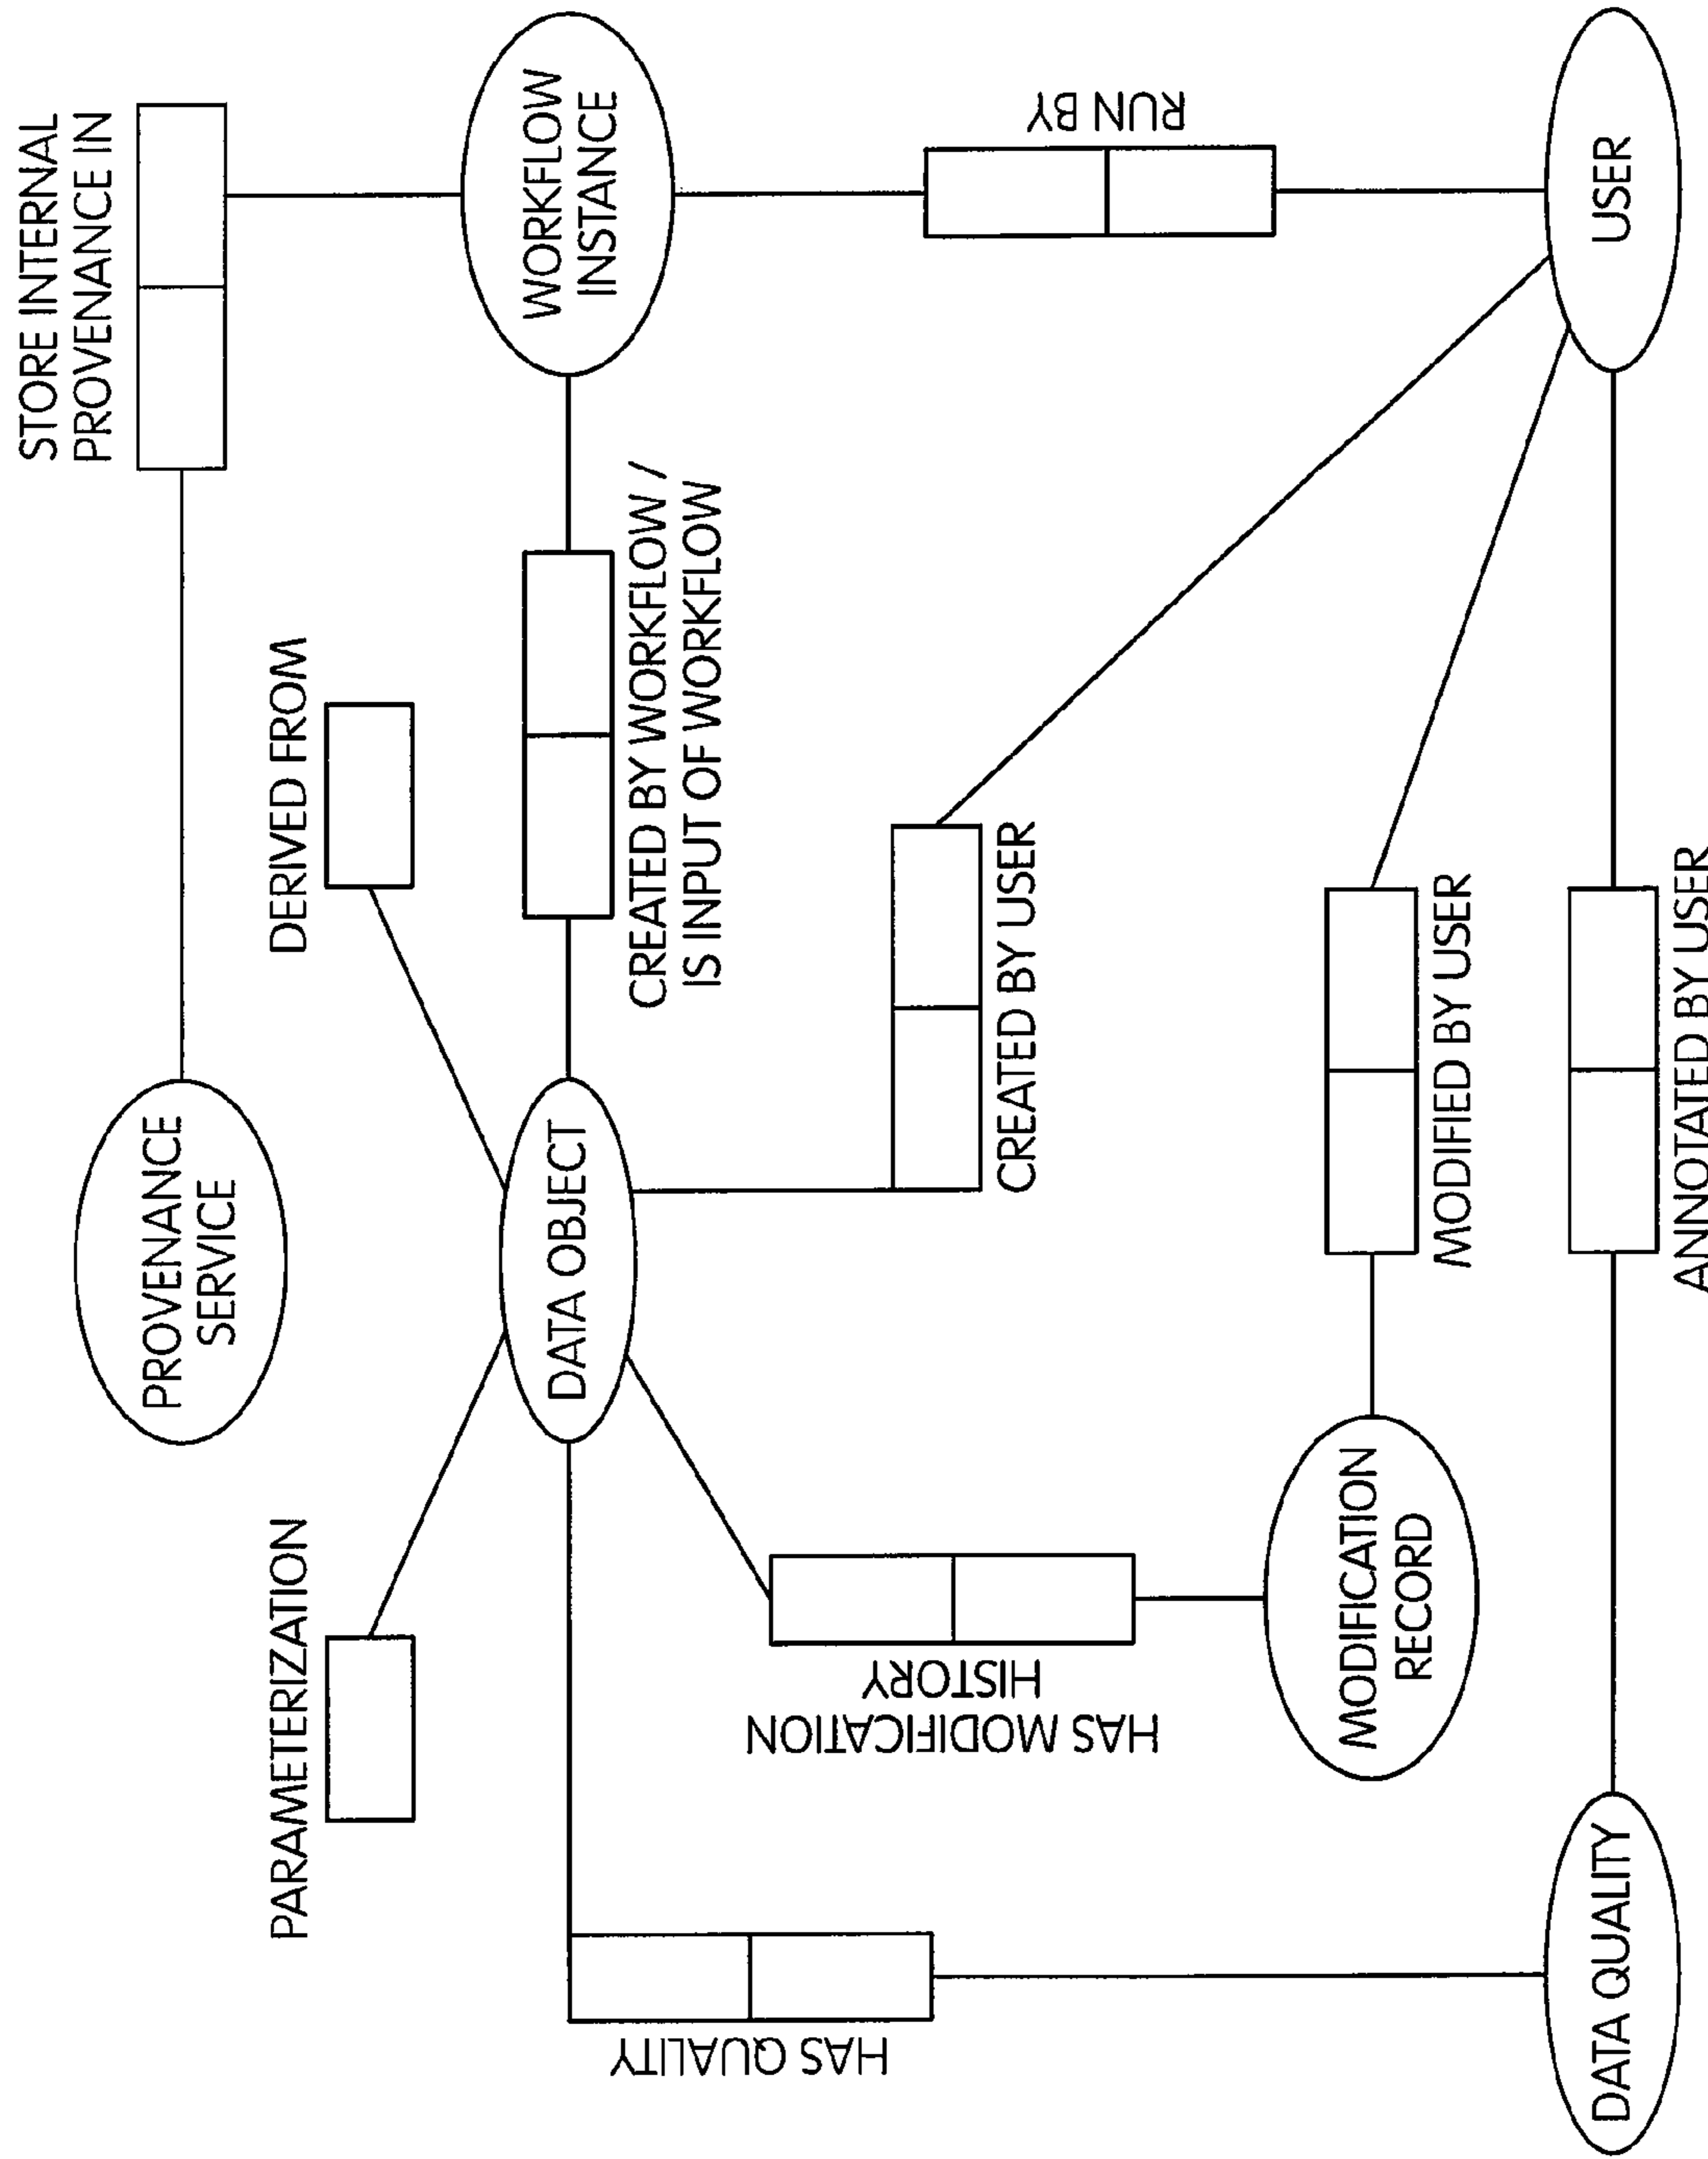 STORE INTERNAL
PROVENANCE IN
PROVENANCE
SERVICE
WORKFLOW
INSTANCE
PARAMETERIZATION
DERIVED FROM
DATA OBJECT
CREATED BY WORKFLOW /
IS INPUT OF WORKFLOW
RUN BY
HAS QUALITY
HAS MODIFICATION
HISTORY
CREATED BY USER
MODIFICATION
RECORD
MODIFIED BY USER
DATA QUALITY
ANNOTATED BY USER
USER